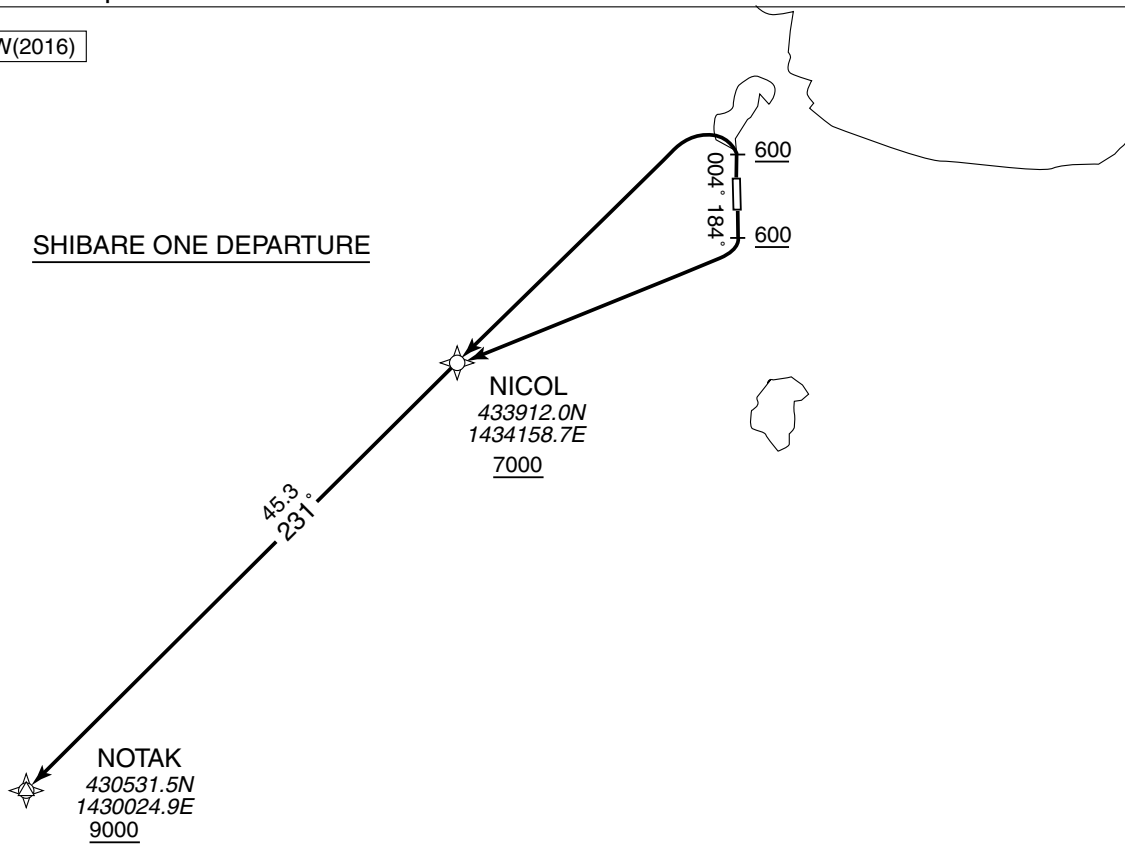 W(2016)
600
004° 184°
600
SHIBARE ONE DEPARTURE
NICOL
433912.0N
1434158.7E
7000
45.3
231°
NOTAK
430531.5N
1430024.9E
9000